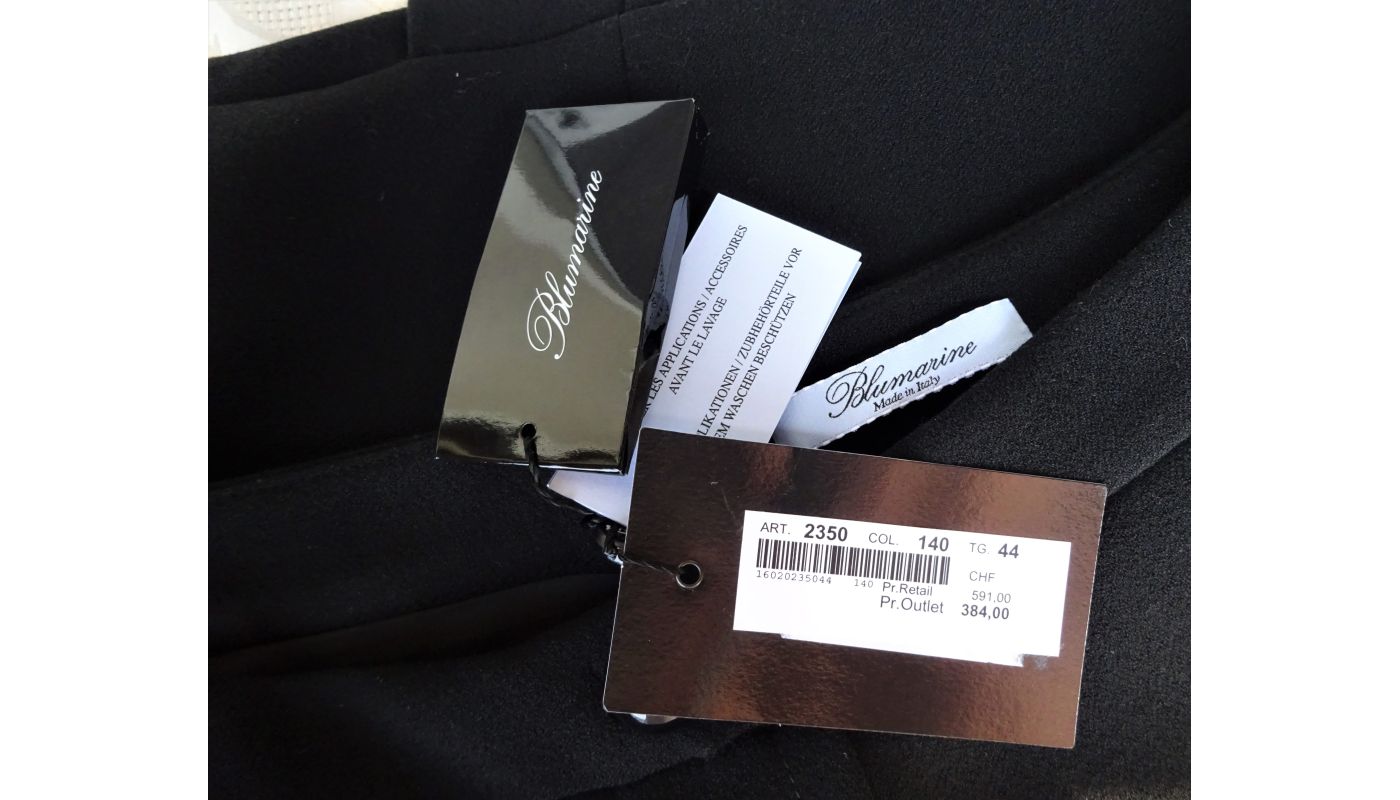 Blumarine
LES APPLICATIONS / ACCESSOIRES
AVANT LE LAVAGE
LIKATIONEN / ZUBHEHÖRTEILE VOR
EM WASCHEN BESCHÜTZEN
Blumarine
Made in Italy
ART. 2350 COL. 140 TG. 44
16020235044 140 CHF
Pr.Retail 591,00
Pr.Outlet 384,00